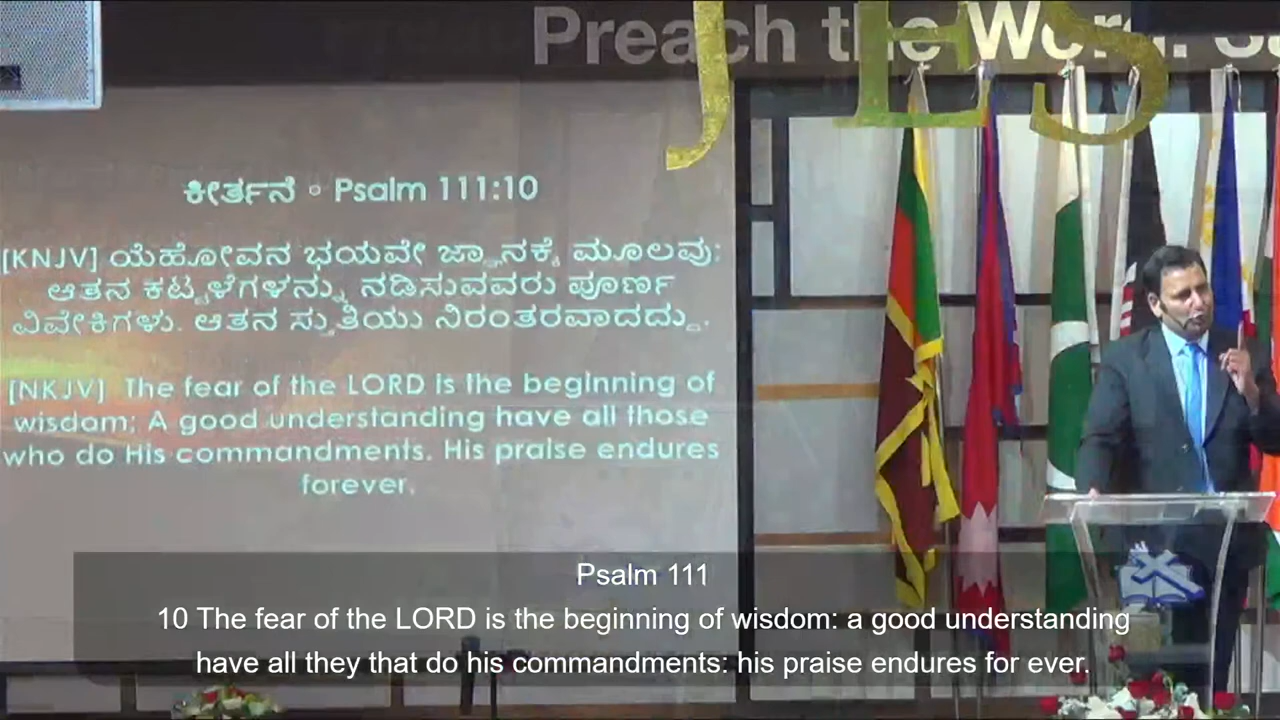 Preach the Word.
J E S
ಕೀರ್ತನೆ ∘ Psalm 111:10
[KNJV] ಯೆಹೋವನ ಭಯವೇ ಜ್ಞಾನಕ್ಕೆ ಮೂಲವು:
ಆತನ ಕಟ್ಟಳೆಗಳನ್ನು ನಡಿಸುವವರು ಪೂರ್ಣ
ವಿವೇಕಿಗಳು. ಆತನ ಸ್ತುತಿಯು ನಿರಂತರವಾದದ್ದು.
[NKJV] The fear of the LORD is the beginning of
wisdom; A good understanding have all those
who do His commandments. His praise endures
forever.
Psalm 111
10 The fear of the LORD is the beginning of wisdom: a good understanding
have all they that do his commandments: his praise endures for ever.